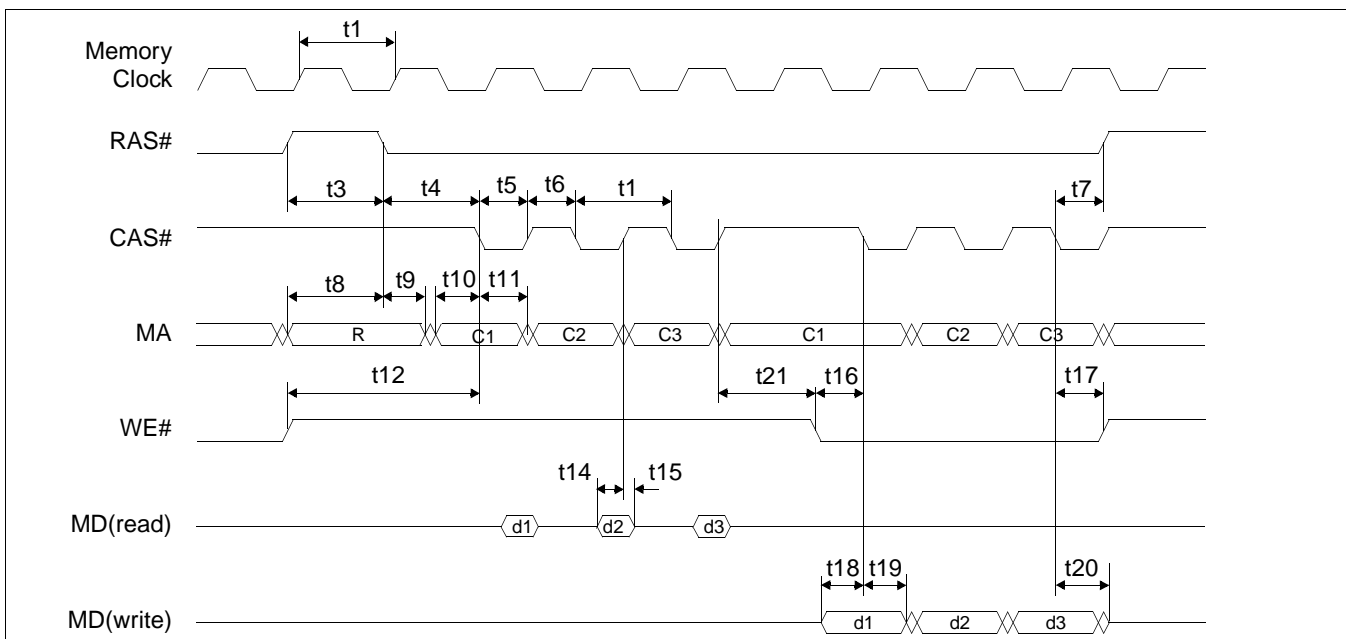 t1
Memory
Clock
RAS#
t3 t4 t5 t6 t1 t7
CAS#
t8 t9 t10 t11
MA R C1 C2 C3 C1 C2 C3
t12 t21 t16 t17
WE#
t14 t15
MD(read) d1 d2 d3
t18 t19 t20
MD(write) d1 d2 d3